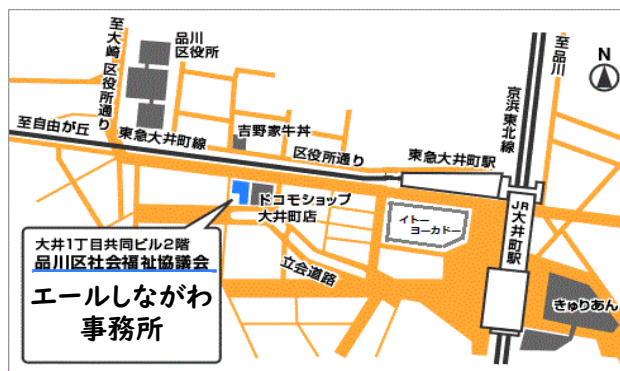 至大崎
区役所通り
品川
区役所
至品川
N
京浜東北線
至自由が丘
東急大井町線
吉野家牛丼
区役所通り
東急大井町駅
ドコモショップ
大井町店
イトー
ヨーカドー
JR大井町駅
立会道路
きゅりあん
大井1丁目共同ビル2階
品川区社会福祉協議会
エールしながわ
事務所